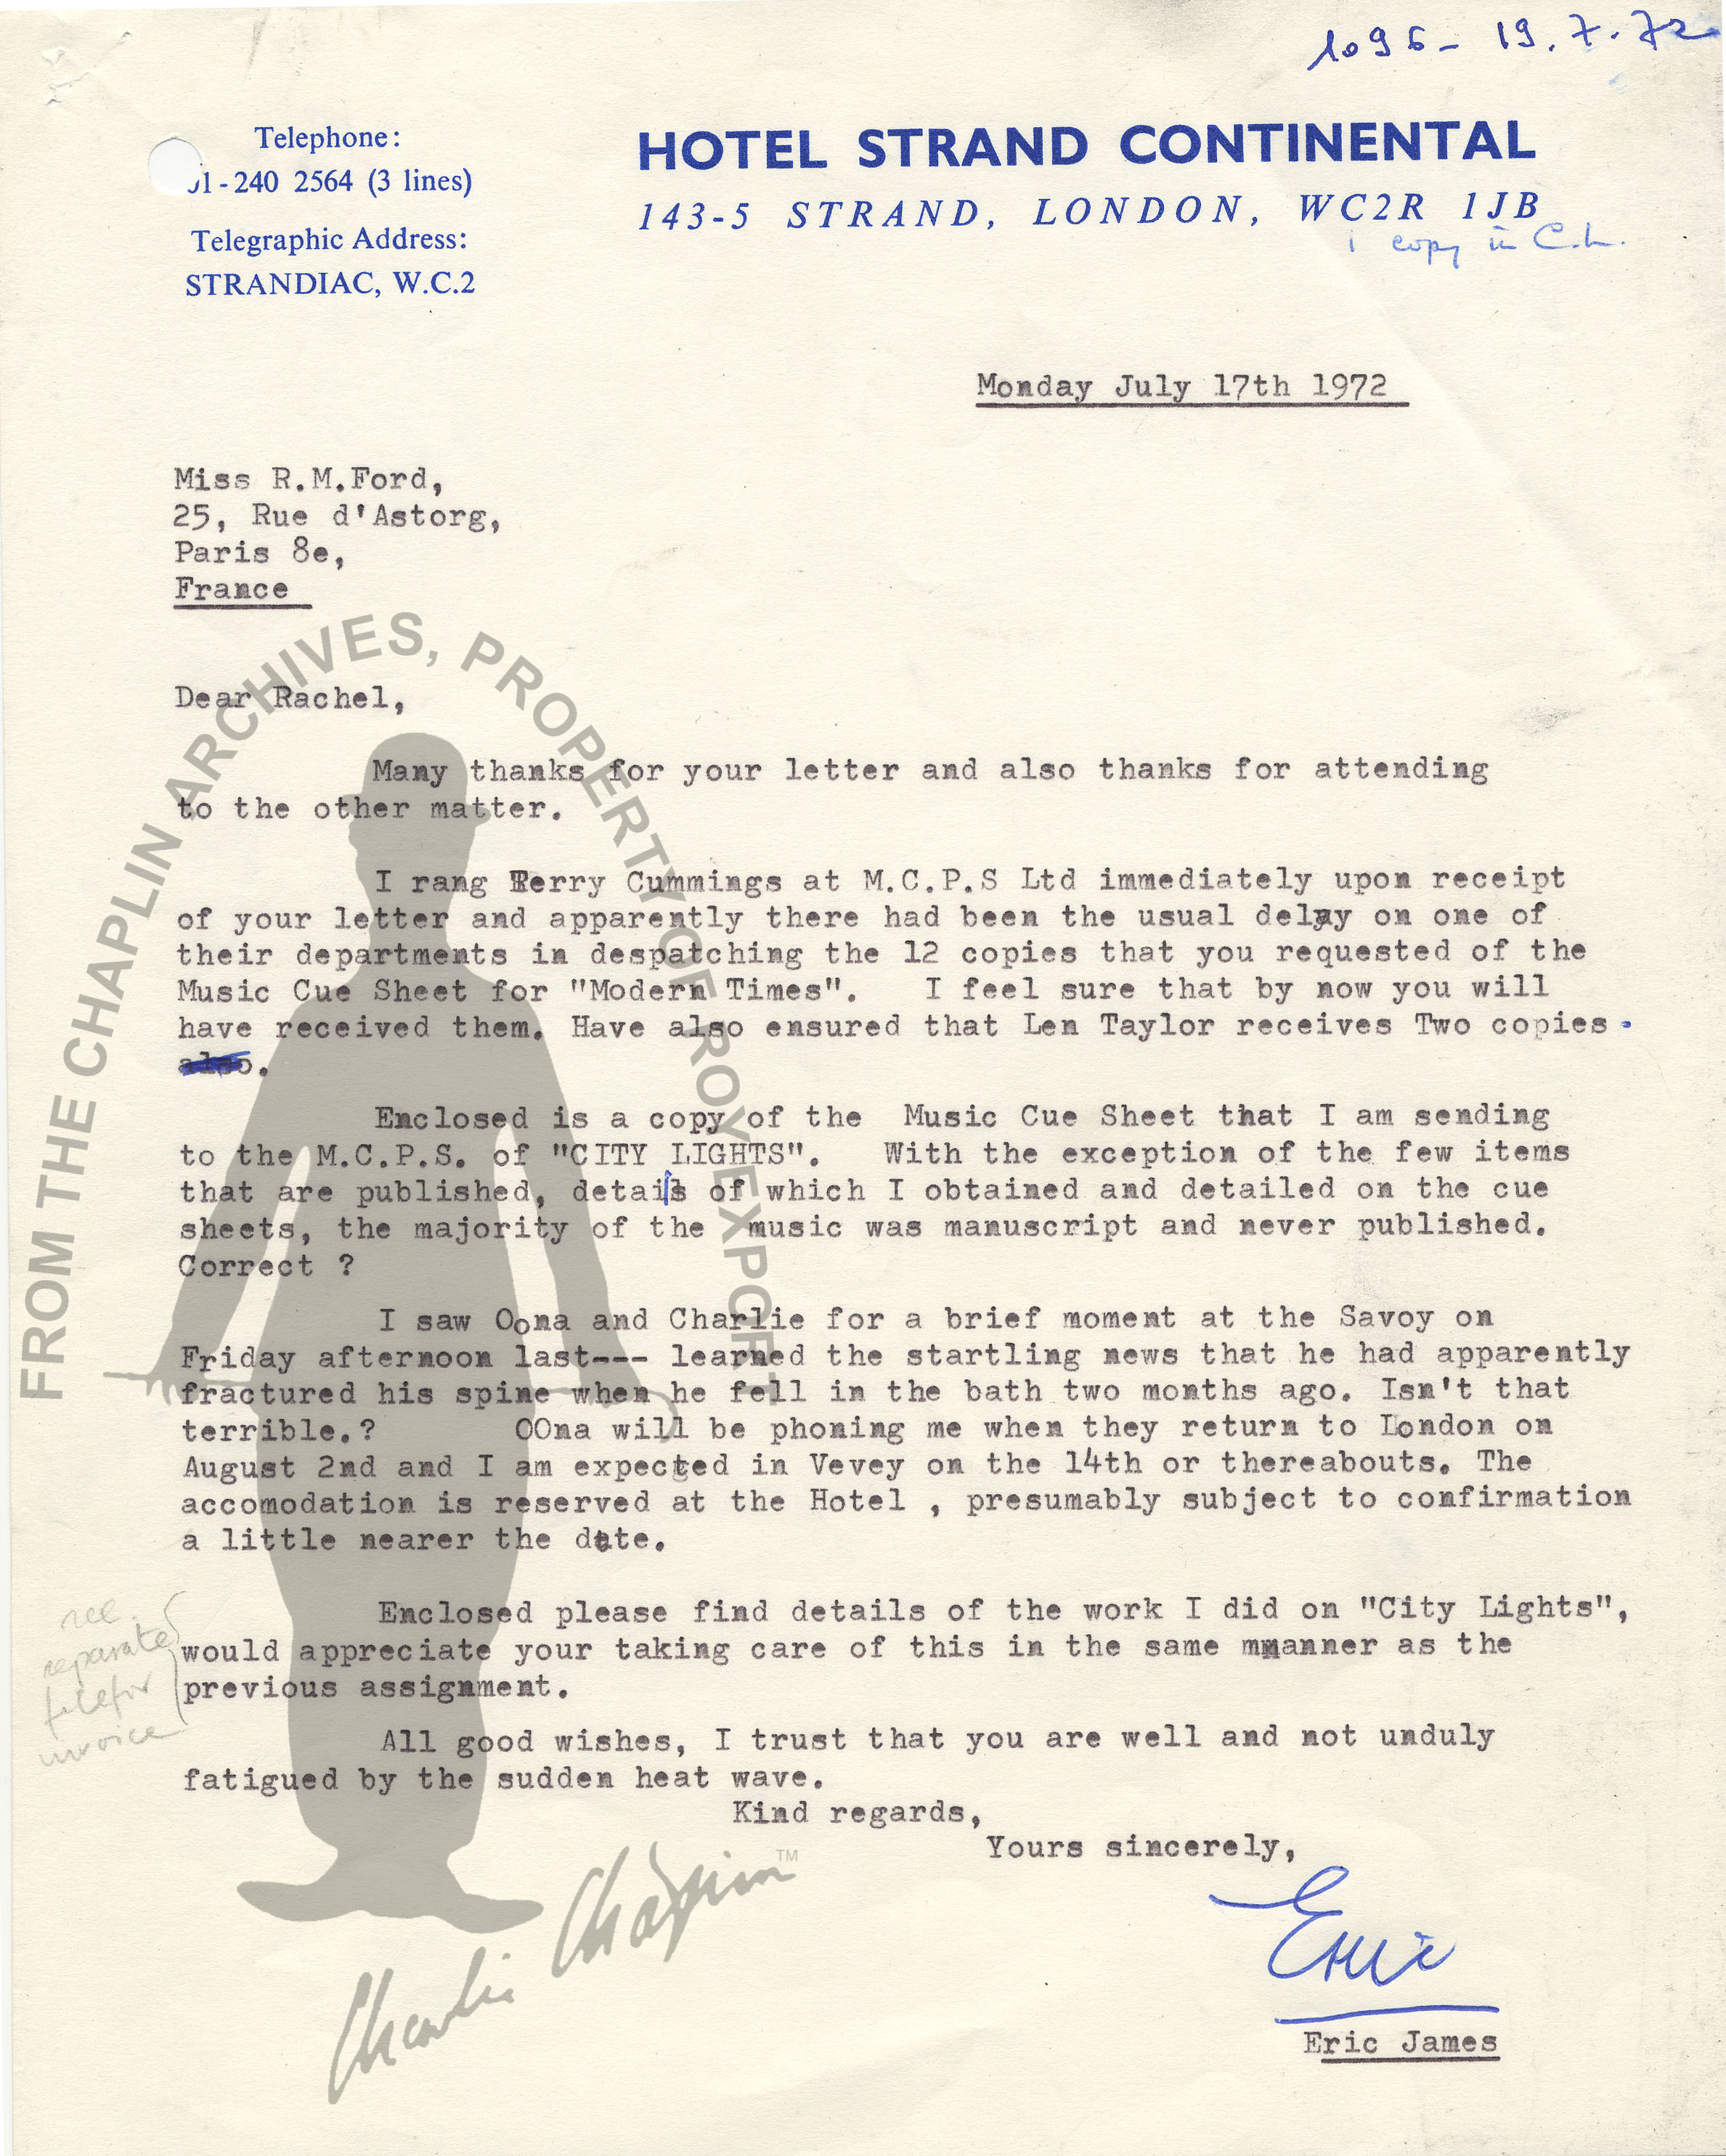 1096- 19.7.72
Telephone:
01-240 2564 (3 lines)
Telegraphic Address:
STRANDIAC, W.C.2
HOTEL STRAND CONTINENTAL
143-5 STRAND, LONDON, WC2R 1JB
1 copy in C.L.
Monday July 17th 1972
Miss R.M.Ford,
25, Rue d'Astorg,
Paris 8e,
France
Dear Rachel,
Many thanks for your letter and also thanks for attending
to the other matter.
I rang Terry Cummings at M.C.P.S Ltd immediately upon receipt
of your letter and apparently there had been the usual delay on one of
their departments in despatching the 12 copies that you requested of the
Music Cue Sheet for "Modern Times". I feel sure that by now you will
have received them. Have also ensured that Len Taylor receives Two copies.
also.
Enclosed is a copy of the Music Cue Sheet that I am sending
to the M.C.P.S. of "CITY LIGHTS". With the exception of the few items
that are published, details of which I obtained and detailed on the cue
sheets, the majority of the music was manuscript and never published.
Correct ?
I saw Oona and Charlie for a brief moment at the Savoy on
Friday afternoon last--- learned the startling news that he had apparently
fractured his spine when he fell in the bath two months ago. Isn't that
terrible.? OOna will be phoning me when they return to London on
August 2nd and I am expected in Vevey on the 14th or thereabouts. The
accomodation is reserved at the Hotel , presumably subject to confirmation
a little nearer the date.
see
separate
file for
invoice
Enclosed please find details of the work I did on "City Lights",
would appreciate your taking care of this in the same mmanner as the
previous assignment.
All good wishes, I trust that you are well and not unduly
fatigued by the sudden heat wave.
Kind regards,
Yours sincerely,
Eric
Eric James
FROM THE CHAPLIN ARCHIVES, PROPERTY OF ROY EXPORT
Charlie Chaplin™